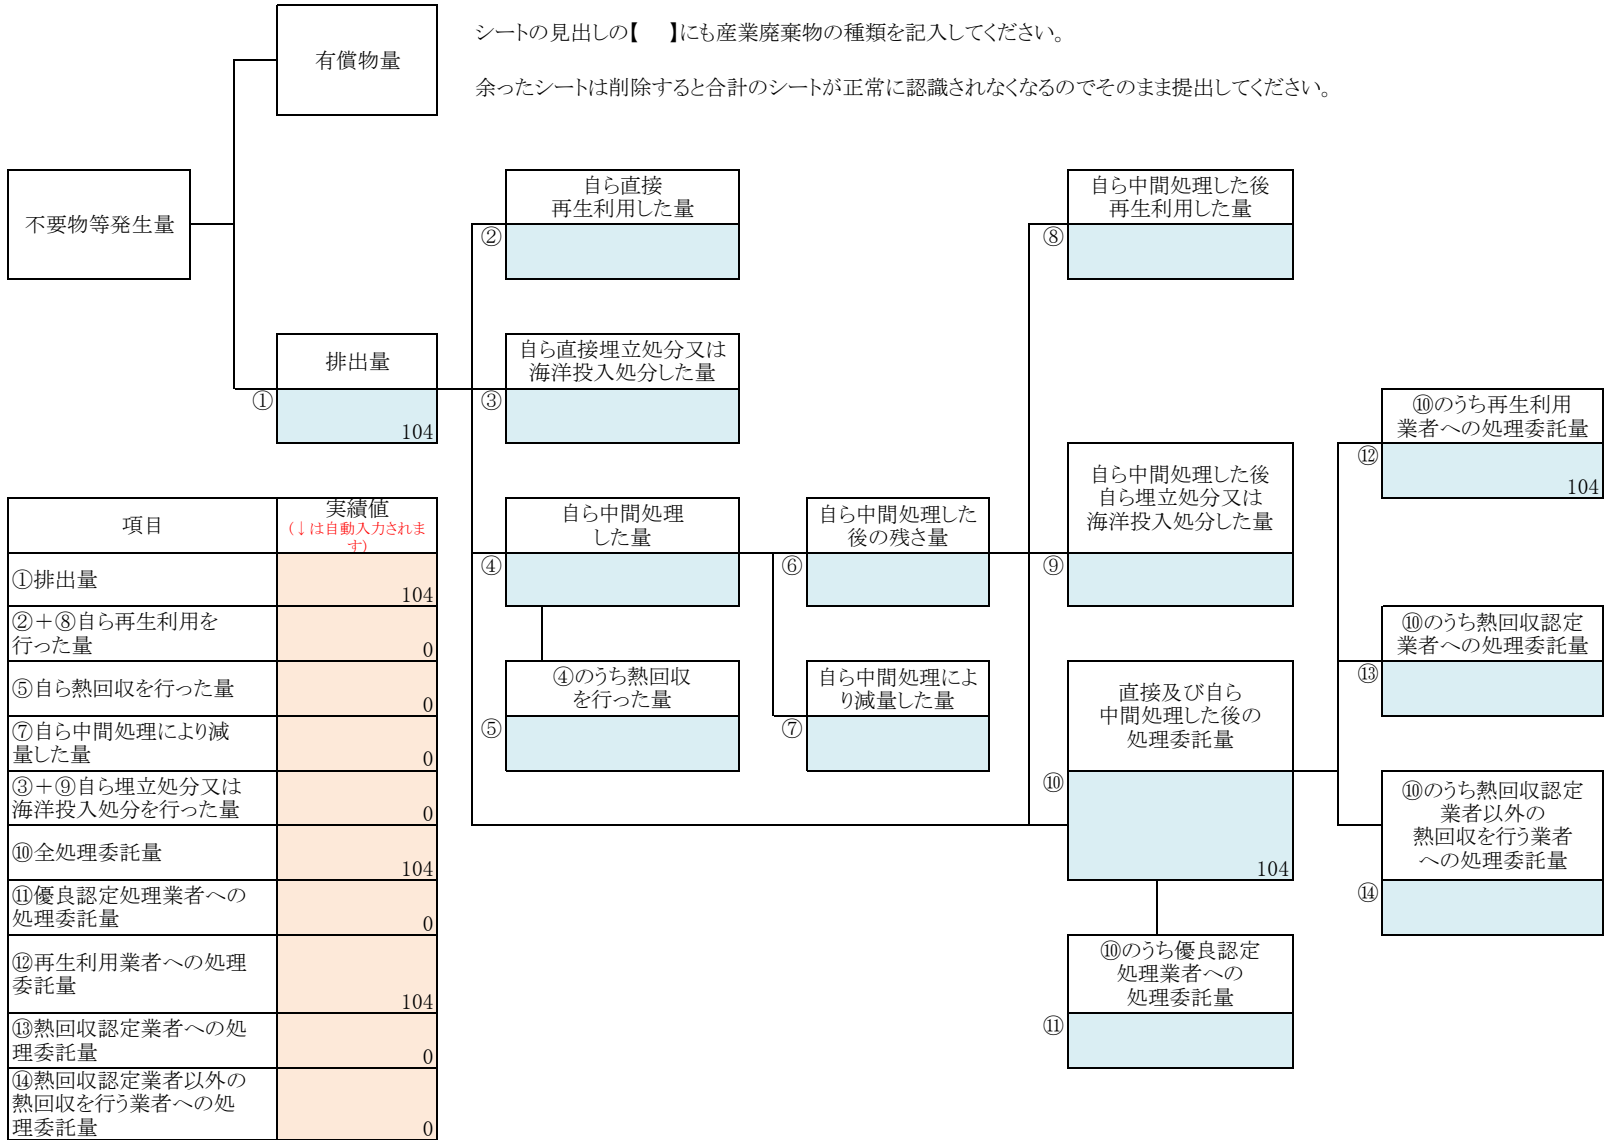 有償物量
シートの見出しの【　】にも産業廃棄物の種類を記入してください。
余ったシートは削除すると合計のシートが正常に認識されなくなるのでそのまま提出してください。
不要物等発生量
自ら直接
再生利用した量
②
自ら中間処理した後
再生利用した量
⑧
排出量
①
104
自ら直接埋立処分又は
海洋投入処分した量
③
⑩のうち再生利用
業者への処理委託量
⑫
104
自ら中間処理
した量
④
自ら中間処理した
後の残さ量
⑥
自ら中間処理した後
自ら埋立処分又は
海洋投入処分した量
⑨
⑩のうち熱回収認定
業者への処理委託量
⑬
④のうち熱回収
を行った量
⑤
自ら中間処理によ
り減量した量
⑦
直接及び自ら
中間処理した後の
処理委託量
⑩
104
⑩のうち熱回収認定
業者以外の
熱回収を行う業者
への処理委託量
⑭
⑩のうち優良認定
処理業者への
処理委託量
⑪
項目
実績値
(↓は自動入力されま
す)
①排出量
104
②＋⑧自ら再生利用を
行った量
0
⑤自ら熱回収を行った量
0
⑦自ら中間処理により減
量した量
0
③＋⑨自ら埋立処分又は
海洋投入処分を行った量
0
⑩全処理委託量
104
⑪優良認定処理業者への
処理委託量
0
⑫再生利用業者への処理
委託量
104
⑬熱回収認定業者への処
理委託量
0
⑭熱回収認定業者以外の
熱回収を行う業者への処
理委託量
0